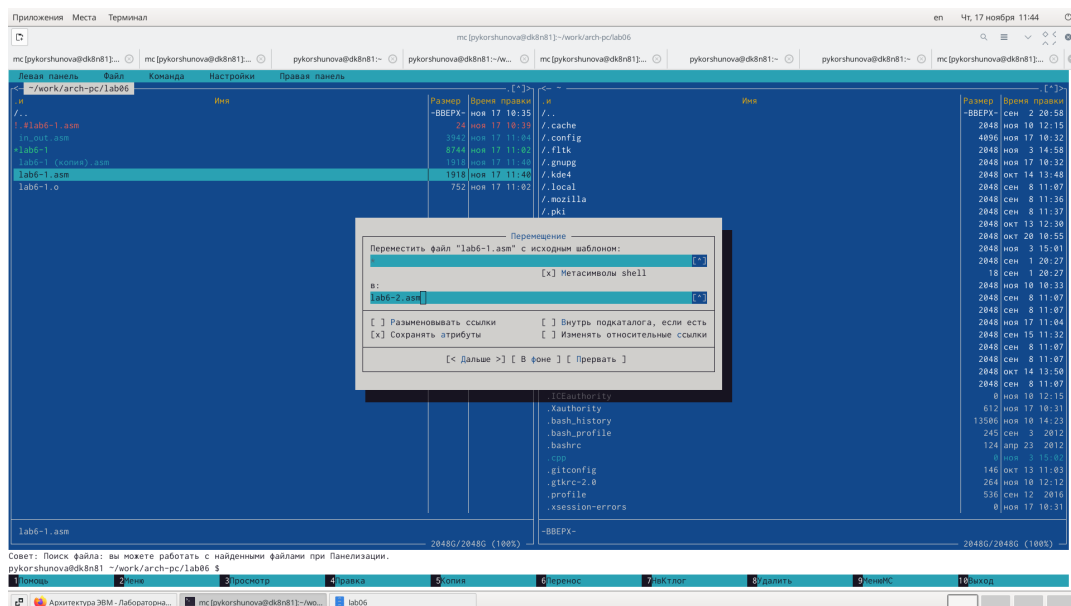 Приложения Места Терминал en Чт, 17 ноября 11:44
mc [pykorshunova@dk8n81]:~/work/arch-pc/lab06
mc [pykorshunova@dk8n81]:... mc [pykorshunova@dk8n81]:... pykorshunova@dk8n81:~ pykorshunova@dk8n81:~/w... mc [pykorshunova@dk8n81]:... pykorshunova@dk8n81:~ pykorshunova@dk8n81:~ mc [pykorshunova@dk8n81]:...
Левая панель Файл Команда Настройки Правая панель
<- ~/work/arch-pc/lab06 .[^]> <- ~ .[^]>
.и Имя Размер Время правки .и Имя Размер Время правки
/.. -ВВЕРХ- ноя 17 10:35 /.. -ВВЕРХ- сен 2 20:58
!.#lab6-1.asm 24 ноя 17 10:39 /.cache 2048 ноя 10 12:15
in_out.asm 3942 ноя 17 11:04 /.config 4096 ноя 17 10:32
*lab6-1 8744 ноя 17 11:02 /.fltk 2048 ноя 3 14:58
lab6-1 (копия).asm 1918 ноя 17 11:40 /.gnupg 2048 ноя 17 10:32
lab6-1.asm 1918 ноя 17 11:40 /.kde4 2048 окт 14 13:48
lab6-1.o 752 ноя 17 11:02 /.local 2048 сен 8 11:07
/.mozilla 2048 сен 8 11:36
/.pki 2048 сен 8 11:37
2048 окт 13 12:30
Перемещение 2048 окт 20 10:55
Переместить файл "lab6-1.asm" с исходным шаблоном: 2048 ноя 3 15:01
* [^] 2048 сен 1 20:27
[x] Метасимволы shell 18 сен 1 20:27
в: 2048 ноя 10 10:33
lab6-2.asm [^] 2048 сен 8 11:07
2048 сен 8 11:07
[ ] Разыменовывать ссылки [ ] Внутрь подкаталога, если есть 2048 ноя 17 11:04
[x] Сохранять атрибуты [ ] Изменять относительные ссылки 2048 сен 15 11:32
2048 сен 8 11:07
[< Дальше >] [ В фоне ] [ Прервать ] 2048 сен 8 11:07
2048 окт 14 13:50
2048 сен 8 11:07
.ICEauthority 0 ноя 10 12:15
.Xauthority 612 ноя 17 10:31
.bash_history 13506 ноя 10 14:23
.bash_profile 245 сен 3 2012
.bashrc 124 апр 23 2012
.cpp 0 ноя 3 15:02
.gitconfig 146 окт 13 11:03
.gtkrc-2.0 264 ноя 10 12:12
.profile 536 сен 12 2016
.xsession-errors 0 ноя 17 10:31
lab6-1.asm -ВВЕРХ-
2048G/2048G (100%) 2048G/2048G (100%)
Совет: Поиск файла: вы можете работать с найденными файлами при Панелизации.
pykorshunova@dk8n81 ~/work/arch-pc/lab06 $
1Помощь 2Меню 3Просмотр 4Правка 5Копия 6Перенос 7НвКтлог 8Удалить 9МенюMC 10Выход
Архитектура ЭВМ - Лабораторна... mc [pykorshunova@dk8n81]:~/wo... lab06